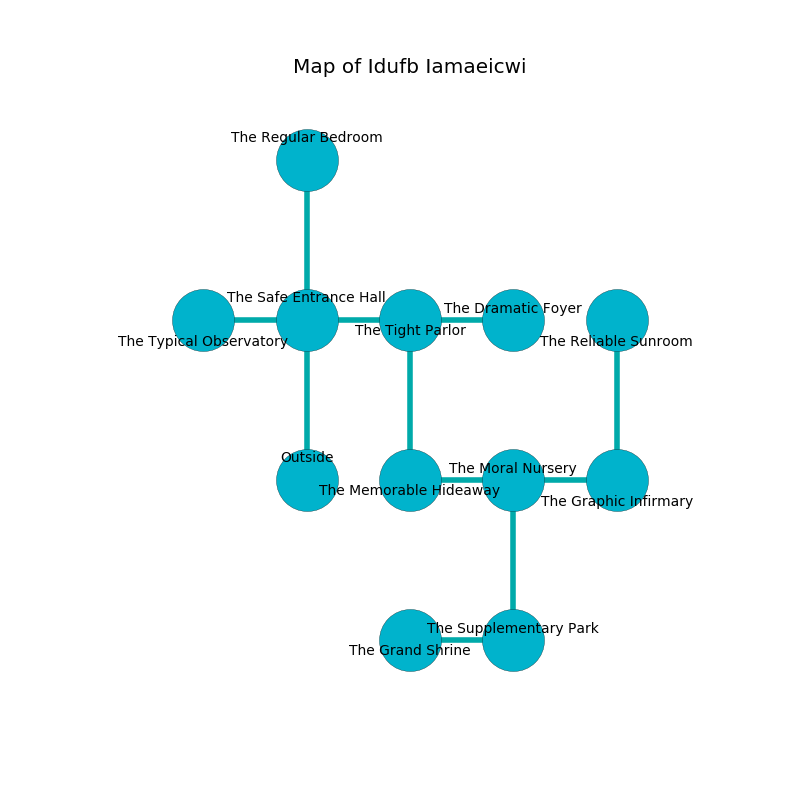 Map of Idufb Iamaeicwi
The Regular Bedroom
The Safe Entrance Hall
The Dramatic Foyer
The Tight Parlor
The Typical Observatory
The Reliable Sunroom
Outside
The Moral Nursery
The Memorable Hideaway
The Graphic Infirmary
The Supplementary Park
The Grand Shrine